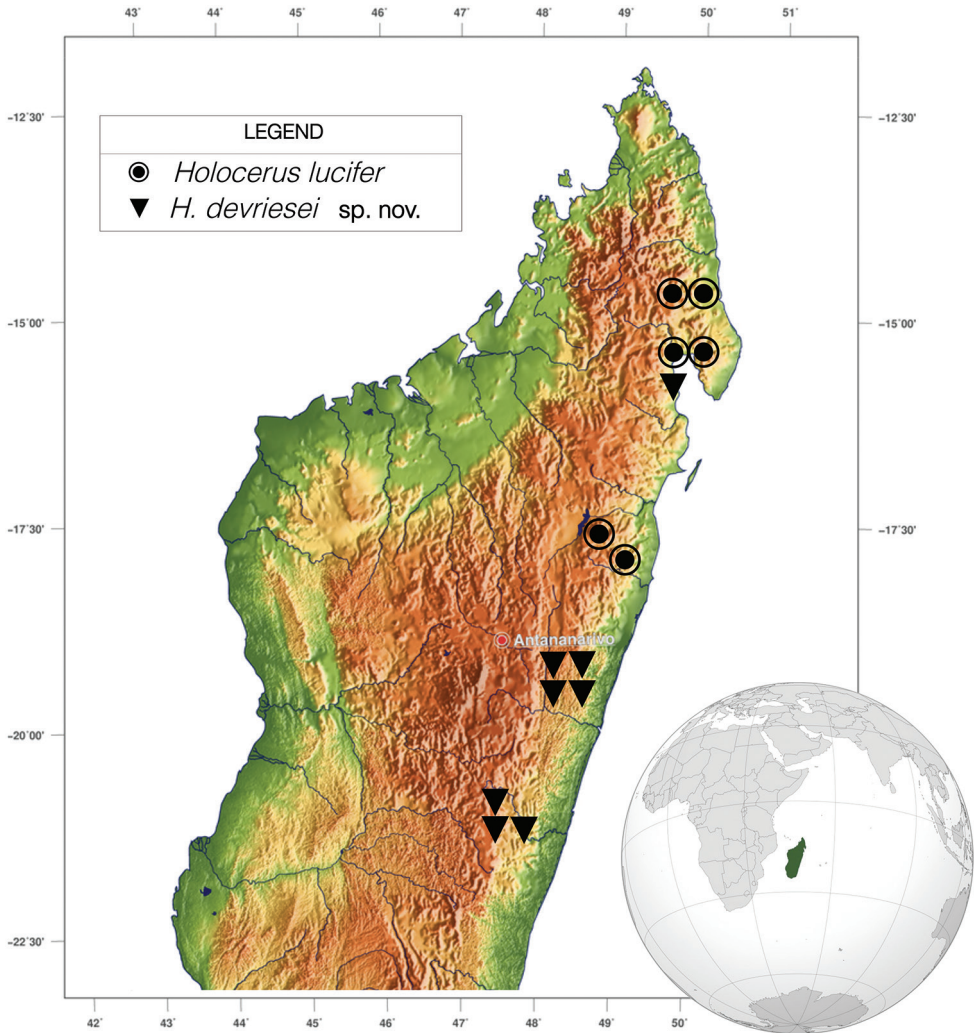 43˚ 44˚ 45˚ 46˚ 47˚ 48˚ 49˚ 50˚ 51˚
LEGEND
Holocerus lucifer
H. devriesei sp. nov.
-12˚30' -12˚30'
-15˚00' -15˚00'
-17˚30' -17˚30'
Antananarivo
-20˚00'
-22˚30'
42˚ 43˚ 44˚ 45˚ 46˚ 47˚ 48˚ 49˚ 50˚